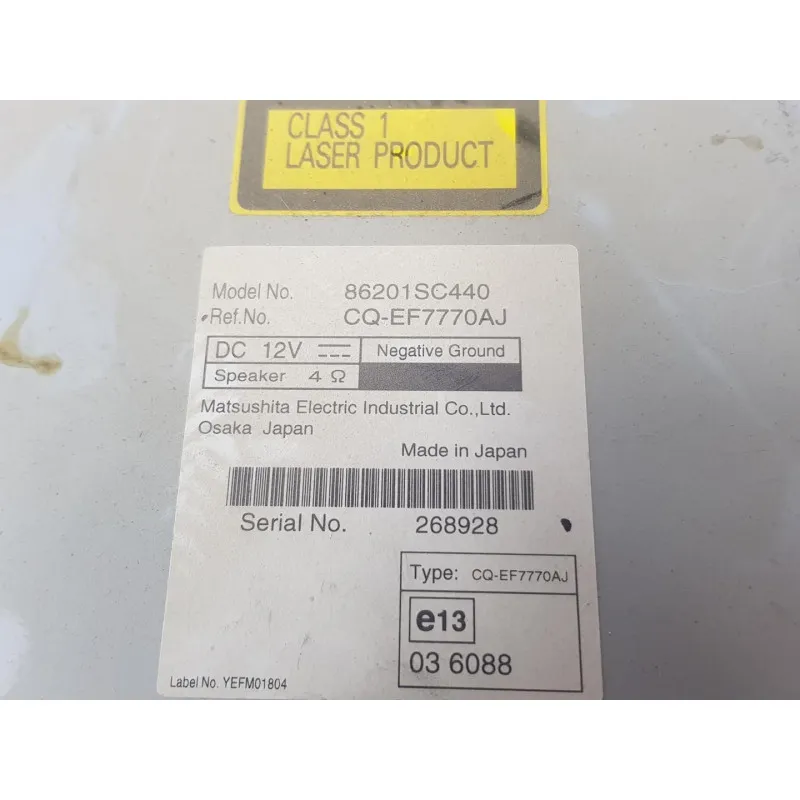 CLASS 1
LASER PRODUCT
Model No. 86201SC440
Ref.No. CQ-EF7770AJ
DC 12V Negative Ground
Speaker 4 Ω
Matsushita Electric Industrial Co.,Ltd.
Osaka Japan
Made in Japan
Serial No. 268928
Type: CQ-EF7770AJ
e13
03 6088
Label No. YEFM01804